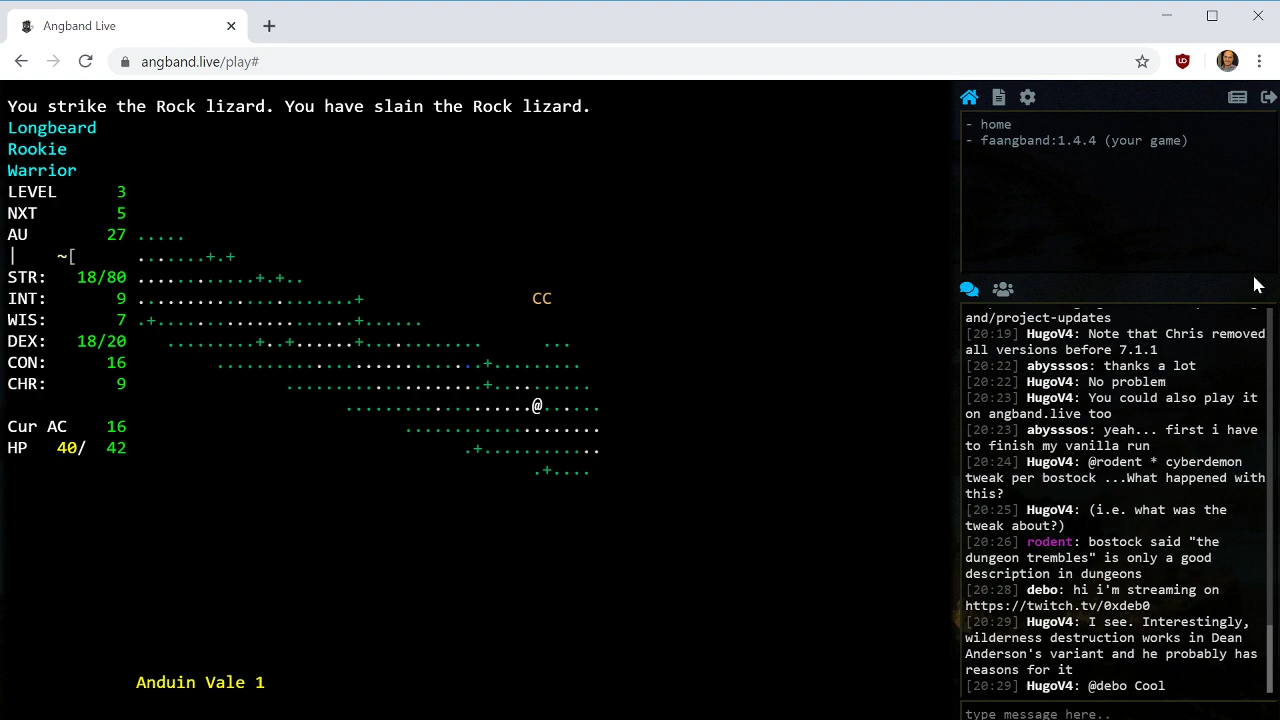 Angband Live
angband.live/play#
You strike the Rock lizard. You have slain the Rock lizard.
Longbeard
Rookie
Warrior
LEVEL 3
NXT 5
AU 27 .....
| ~[ .......+.+
STR: 18/80 ............+.+..
INT: 9 .....................+ CC
WIS: 7 .+...................+......
DEX: 18/20 .........+..+......+............ ...
CON: 16 ..........................+.........
CHR: 9 ...................+..........
..................@......
Cur AC 16 ...................
HP 40/ 42 .+...........
.+....
Anduin Vale 1
- home
- faangband:1.4.4 (your game)
and/project-updates
[20:19] HugoV4: Note that Chris removed
all versions before 7.1.1
[20:22] abysssos: thanks a lot
[20:22] HugoV4: No problem
[20:23] HugoV4: You could also play it
on angband.live too
[20:23] abysssos: yeah... first i have
to finish my vanilla run
[20:24] HugoV4: @rodent * cyberdemon
tweak per bostock ...What happened with
this?
[20:25] HugoV4: (i.e. what was the
tweak about?)
[20:26] rodent: bostock said "the
dungeon trembles" is only a good
description in dungeons
[20:28] debo: hi i'm streaming on
https://twitch.tv/0xdeb0
[20:29] HugoV4: I see. Interestingly,
wilderness destruction works in Dean
Anderson's variant and he probably has
reasons for it
[20:29] HugoV4: @debo Cool
type message here..